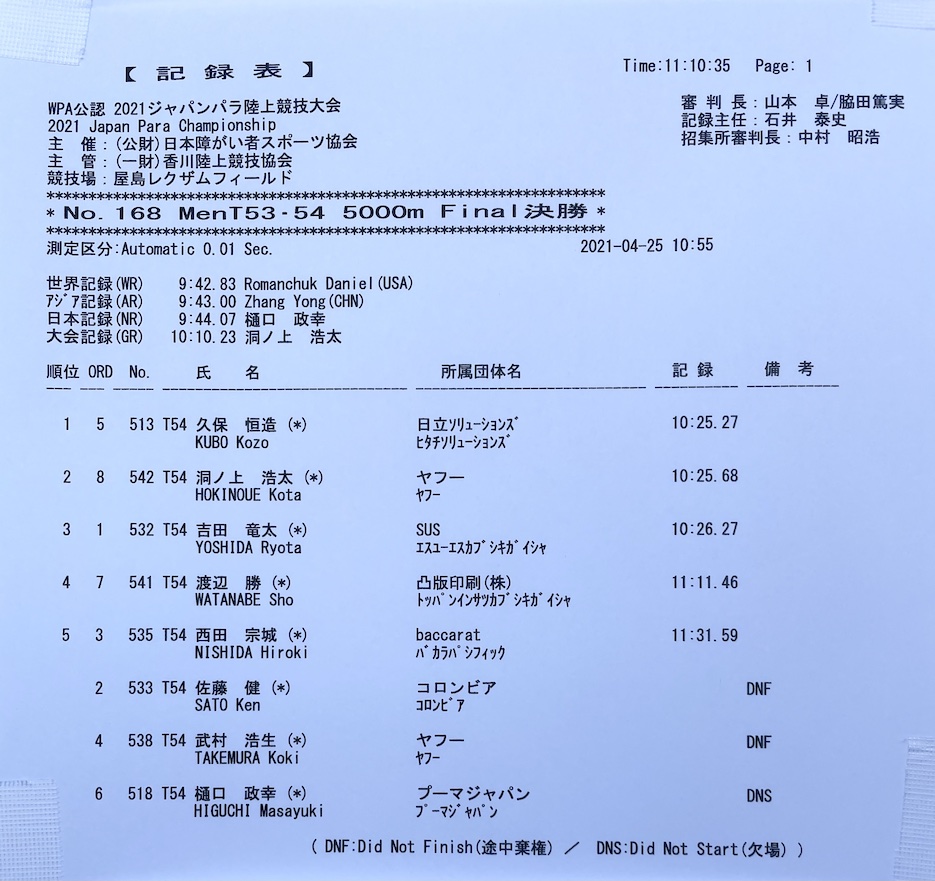 【 記 録 表 】
Time:11:10:35 Page: 1
WPA公認 2021ジャパンパラ陸上競技大会
2021 Japan Para Championship
主 催:(公財)日本障がい者スポーツ協会
主 管:(一財)香川陸上競技協会
競技場:屋島レクザムフィールド
審 判 長:山本 卓/脇田篤実
記録主任:石井 泰史
招集所審判長:中村 昭浩
******************************************************************
* No. 168 MenT53-54 5000m Final決勝 *
******************************************************************
測定区分:Automatic 0.01 Sec. 2021-04-25 10:55
世界記録(WR) 9:42.83 Romanchuk Daniel(USA)
アジア記録(AR) 9:43.00 Zhang Yong(CHN)
日本記録(NR) 9:44.07 樋口 政幸
大会記録(GR) 10:10.23 洞ノ上 浩太
順位 ORD No. 氏 名 所属団体名 記 録 備 考
1 5 513 T54 久保 恒造 (*) 日立ソリューションズ 10:25.27
KUBO Kozo ヒタチソリューションズ
2 8 542 T54 洞ノ上 浩太 (*) ヤフー 10:25.68
HOKINOUE Kota ヤフー
3 1 532 T54 吉田 竜太 (*) SUS 10:26.27
YOSHIDA Ryota エスユーエスカブシキガイシャ
4 7 541 T54 渡辺 勝 (*) 凸版印刷(株) 11:11.46
WATANABE Sho トッパンインサツカブシキガイシャ
5 3 535 T54 西田 宗城 (*) baccarat 11:31.59
NISHIDA Hiroki バカラパシフィック
2 533 T54 佐藤 健 (*) コロンビア DNF
SATO Ken コロンビア
4 538 T54 武村 浩生 (*) ヤフー DNF
TAKEMURA Koki ヤフー
6 518 T54 樋口 政幸 (*) プーマジャパン DNS
HIGUCHI Masayuki プーマジャパン
( DNF:Did Not Finish(途中棄権) / DNS:Did Not Start(欠場) )